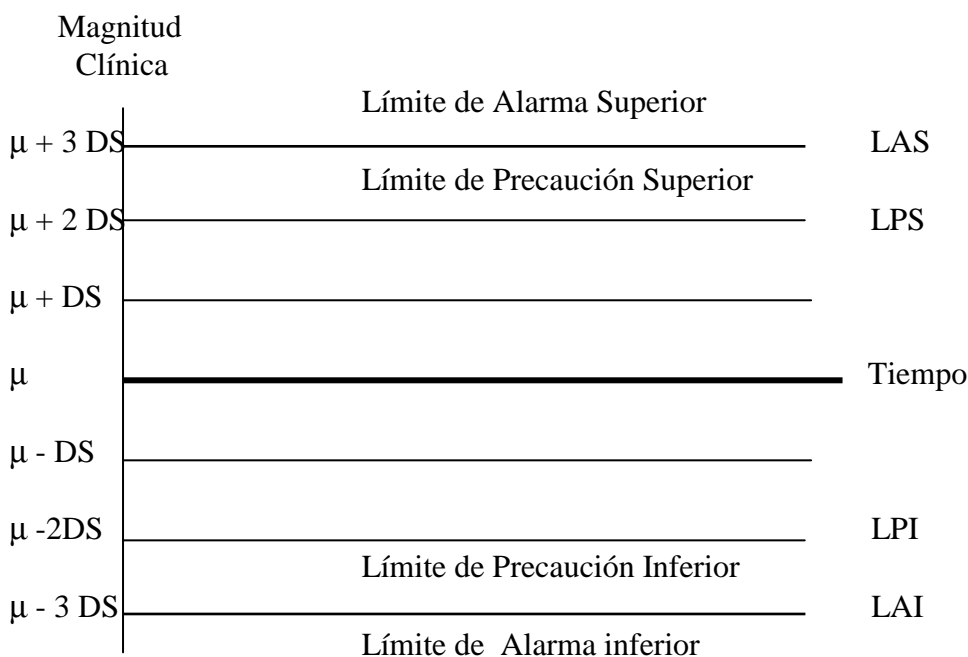 Magnitud
Clínica
Límite de Alarma Superior
μ + 3 DS LAS
Límite de Precaución Superior
μ + 2 DS LPS
μ + DS
μ Tiempo
μ - DS
μ -2DS LPI
Límite de Precaución Inferior
μ - 3 DS LAI
Límite de Alarma inferior